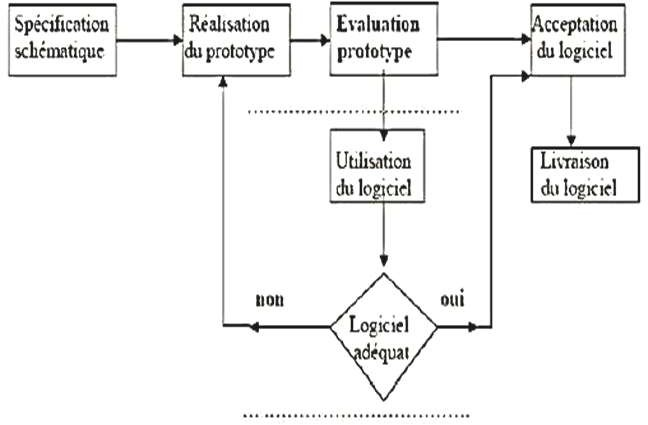 Spécification
schématique
Réalisation
du prototype
Evaluation
prototype
Acceptation
du logiciel
Utilisation
du logiciel
Livraison
du logiciel
non
oui
Logiciel
adéquat